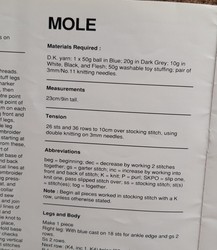 MOLE
Materials Required :
D.K. yarn: 1 x 50g ball in Blue; 20g in Dark Grey; 10g in
White, Black, and Flesh; 50g washable toy stuffing; pair of
3mm/No 11 knitting needles.
Measurements
23cm/9in tall.
Tension
26 sts and 36 rows to 10cm over stocking stitch, using
double knitting on 3mm needles.
Abbreviations
beg = beginning; dec = decrease by working 2 stitches
together; gs = garter stitch; inc = increase by working into
front and back of stitch; K = knit; P = purl; SKPO = slip one,
knit one, pass slipped stitch over; ss = stocking stitch; st(s)
= stitch(es); tog = together.
Note : Begin all pieces worked in stocking stitch with a K
row, unless otherwise stated.
Legs and Body
Make 1 piece
Right leg: With blue cast on 18 sts for ankle edge and gs
2 rows.
Ss 2 rows